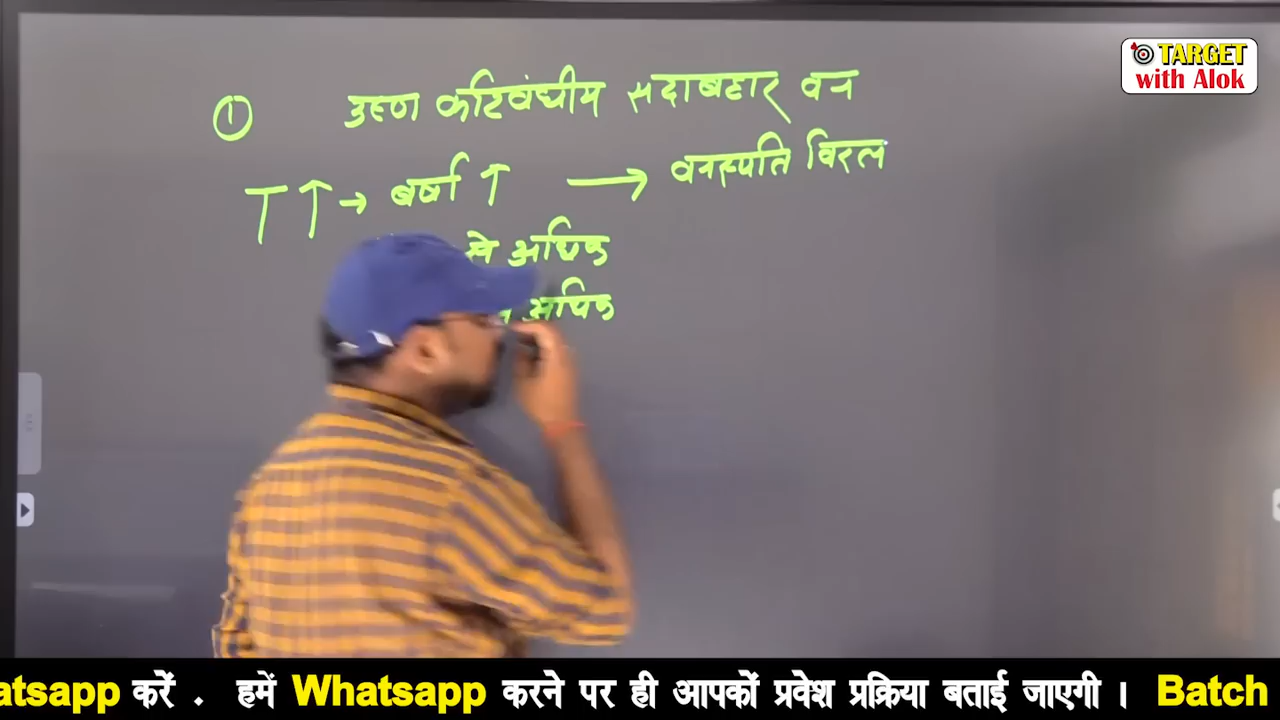 TARGET
with Alok
① उष्ण कटिबंधीय सदाबहार वन
T↑ → बर्षा ↑ → वनस्पति विरल
से अधिक
अधिक
atsapp करें . हमें Whatsapp करने पर ही आपकों प्रवेश प्रक्रिया बताई जाएगी । Batch